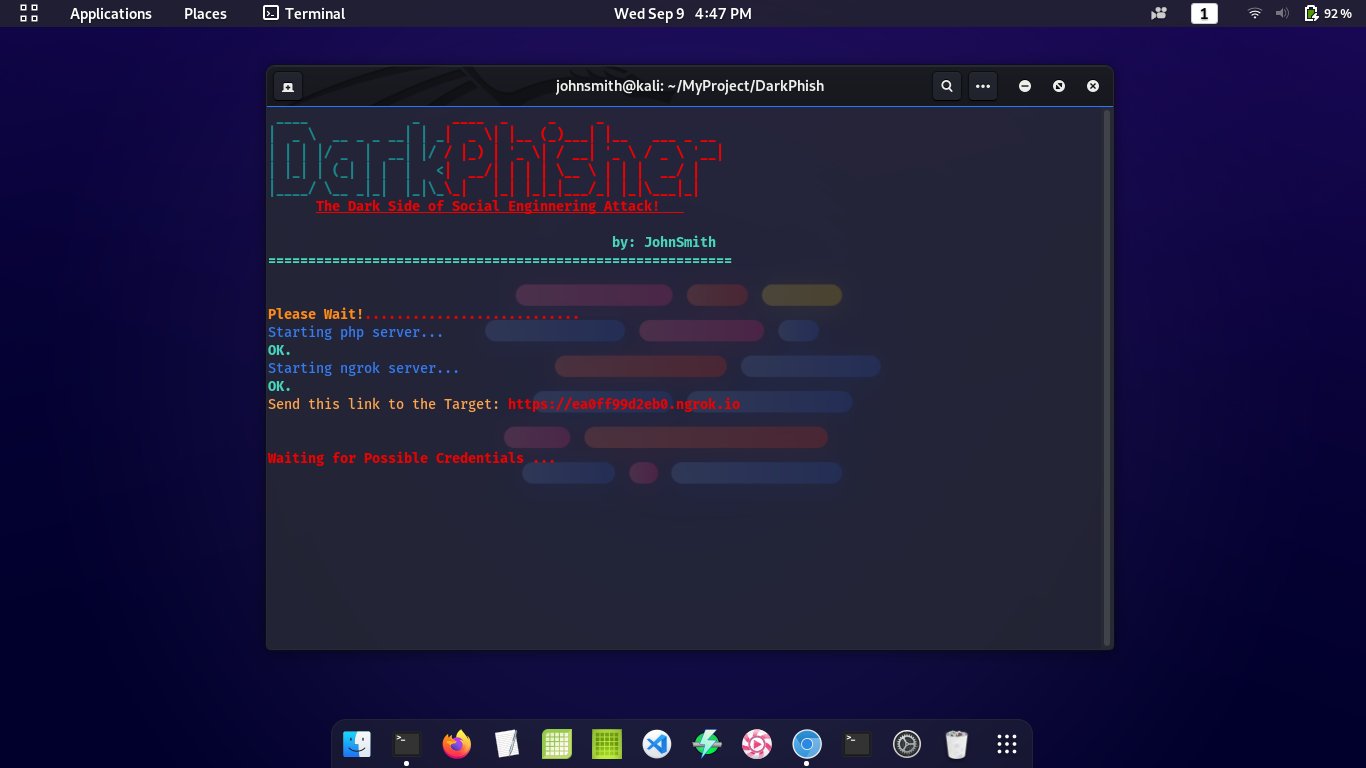 Applications Places Terminal Wed Sep 9 4:47 PM 1 92 %
johnsmith@kali: ~/MyProject/DarkPhish
DarkPhisher
The Dark Side of Social Enginnering Attack!
by: JohnSmith
==========================================================
Please Wait!...........................
Starting php server...
OK.
Starting ngrok server...
OK.
Send this link to the Target: https://ea0ff99d2eb0.ngrok.io
Waiting for Possible Credentials ...